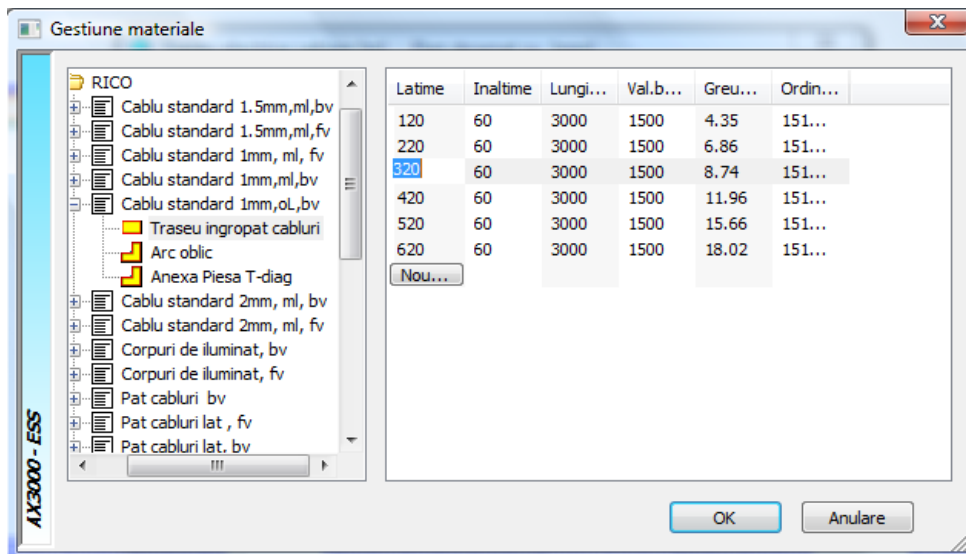 Gestiune materiale
RICO
Cablu standard 1.5mm,ml,bv
Cablu standard 1.5mm,ml,fv
Cablu standard 1mm, ml, fv
Cablu standard 1mm,ml,bv
Cablu standard 1mm,oL,bv
Traseu ingropat cabluri
Arc oblic
Anexa Piesa T-diag
Cablu standard 2mm, ml, bv
Cablu standard 2mm, ml, fv
Corpuri de iluminat, bv
Corpuri de iluminat, fv
Pat cabluri bv
Pat cabluri lat , fv
Pat cabluri lat, bv
Latime Inaltime Lungi... Val.b... Greu... Ordin...
120 60 3000 1500 4.35 151...
220 60 3000 1500 6.86 151...
320 60 3000 1500 8.74 151...
420 60 3000 1500 11.96 151...
520 60 3000 1500 15.66 151...
620 60 3000 1500 18.02 151...
Nou...
AX3000 - ESS
OK Anulare